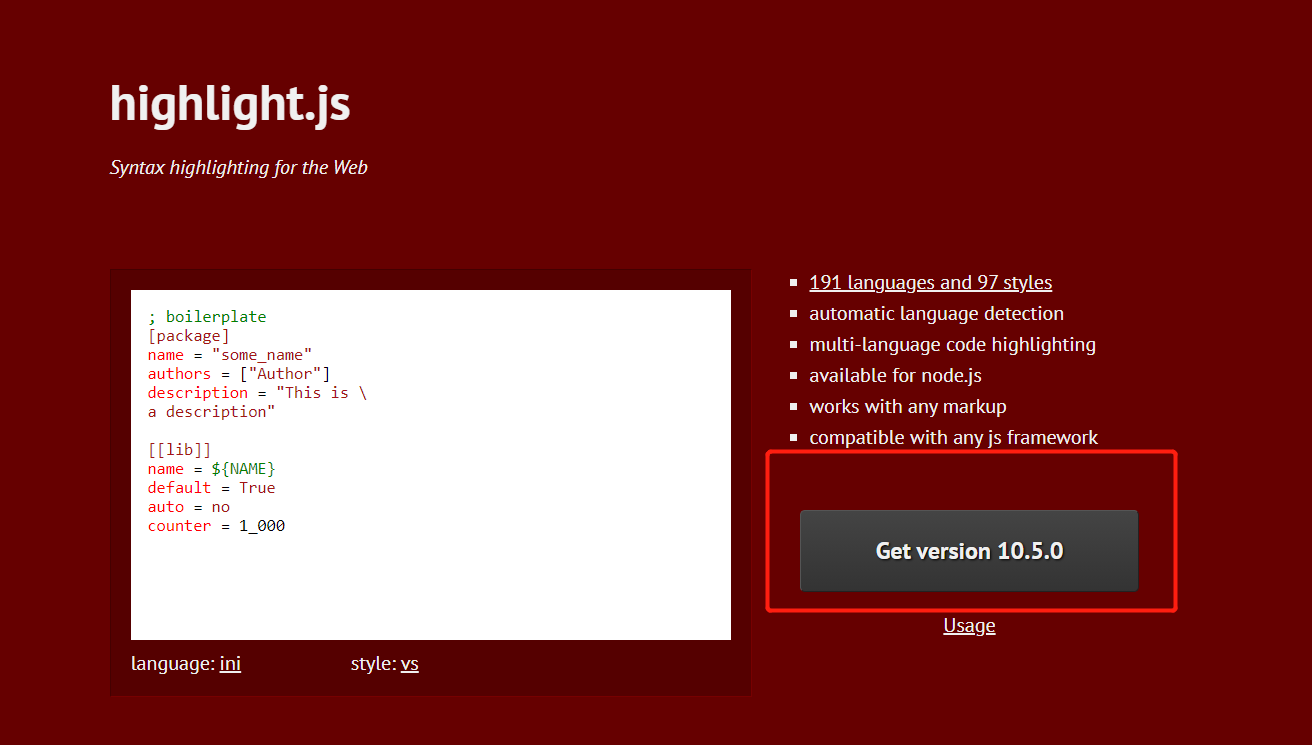 highlight.js
Syntax highlighting for the Web
; boilerplate
[package]
name = "some_name"
authors = ["Author"]
description = "This is \
a description"
[[lib]]
name = ${NAME}
default = True
auto = no
counter = 1_000
language: ini style: vs
191 languages and 97 styles
automatic language detection
multi-language code highlighting
available for node.js
works with any markup
compatible with any js framework
Get version 10.5.0
Usage